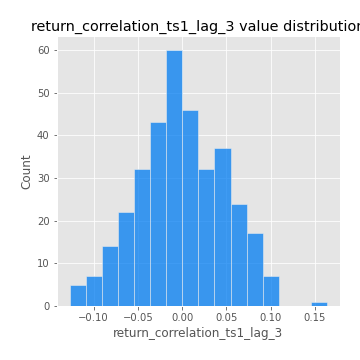 return_correlation_ts1_lag_3 value distribution
60
50
40
30
20
10
0
Count
−0.10 −0.05 0.00 0.05 0.10 0.15
return_correlation_ts1_lag_3